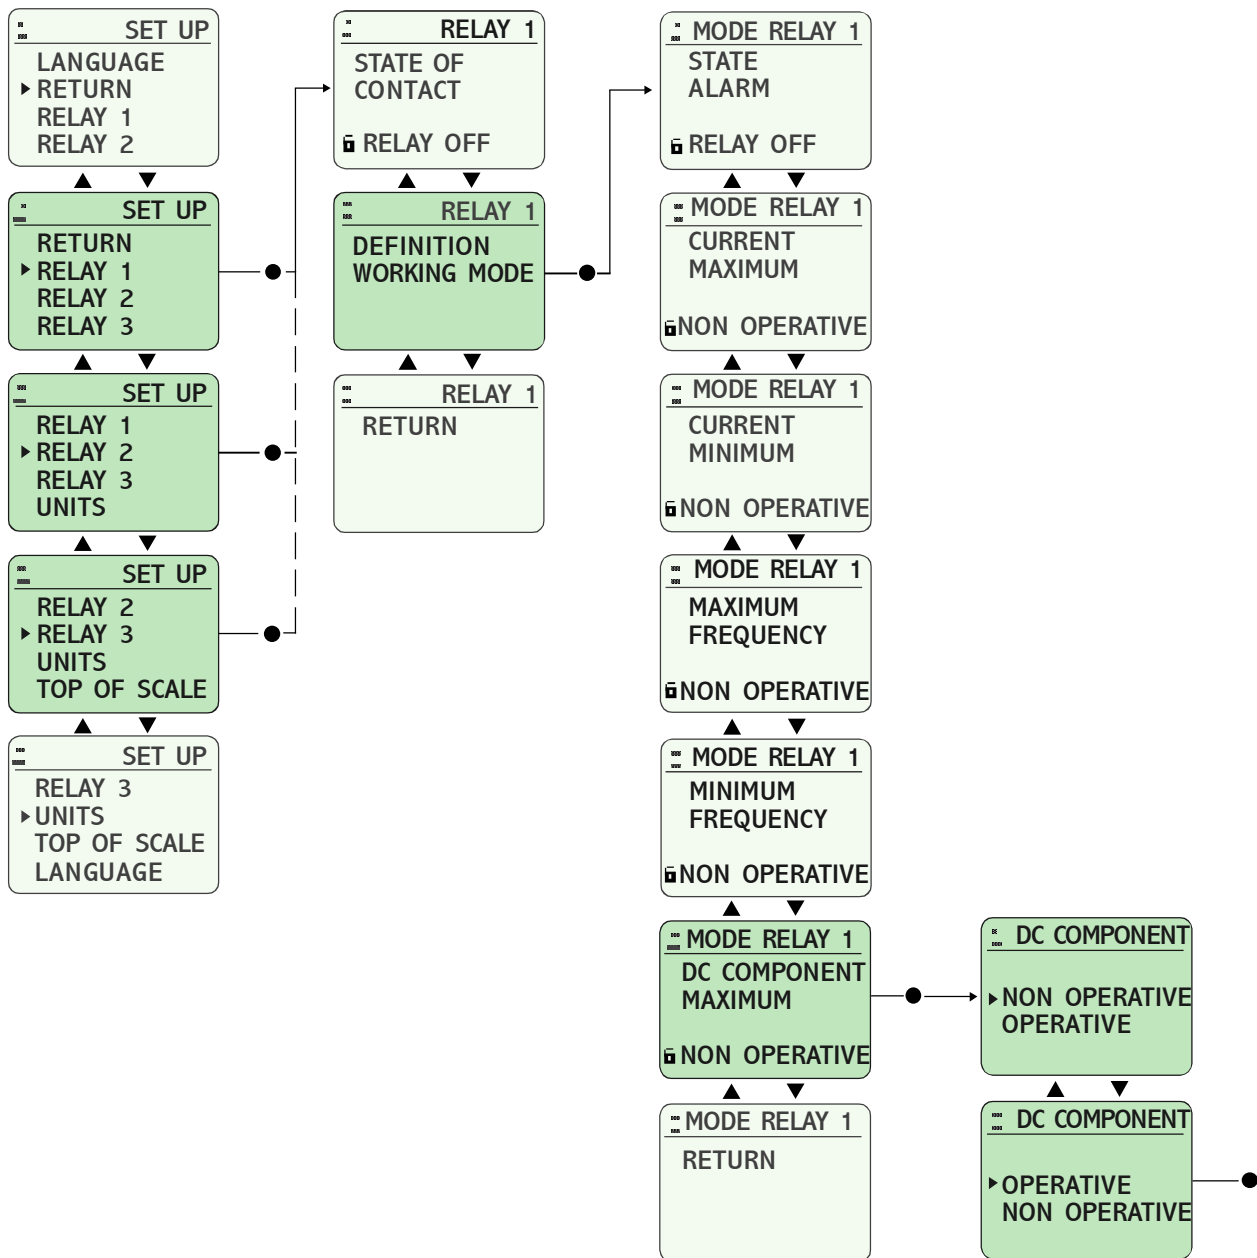 SET UP
LANGUAGE
RETURN
RELAY 1
RELAY 2
SET UP
RETURN
RELAY 1
RELAY 2
RELAY 3
SET UP
RELAY 1
RELAY 2
RELAY 3
UNITS
SET UP
RELAY 2
RELAY 3
UNITS
TOP OF SCALE
SET UP
RELAY 3
UNITS
TOP OF SCALE
LANGUAGE
RELAY 1
STATE OF
CONTACT
RELAY OFF
RELAY 1
DEFINITION
WORKING MODE
RELAY 1
RETURN
MODE RELAY 1
STATE
ALARM
RELAY OFF
MODE RELAY 1
CURRENT
MAXIMUM
NON OPERATIVE
MODE RELAY 1
CURRENT
MINIMUM
NON OPERATIVE
MODE RELAY 1
MAXIMUM
FREQUENCY
NON OPERATIVE
MODE RELAY 1
MINIMUM
FREQUENCY
NON OPERATIVE
MODE RELAY 1
DC COMPONENT
MAXIMUM
NON OPERATIVE
MODE RELAY 1
RETURN
DC COMPONENT
NON OPERATIVE
OPERATIVE
DC COMPONENT
OPERATIVE
NON OPERATIVE